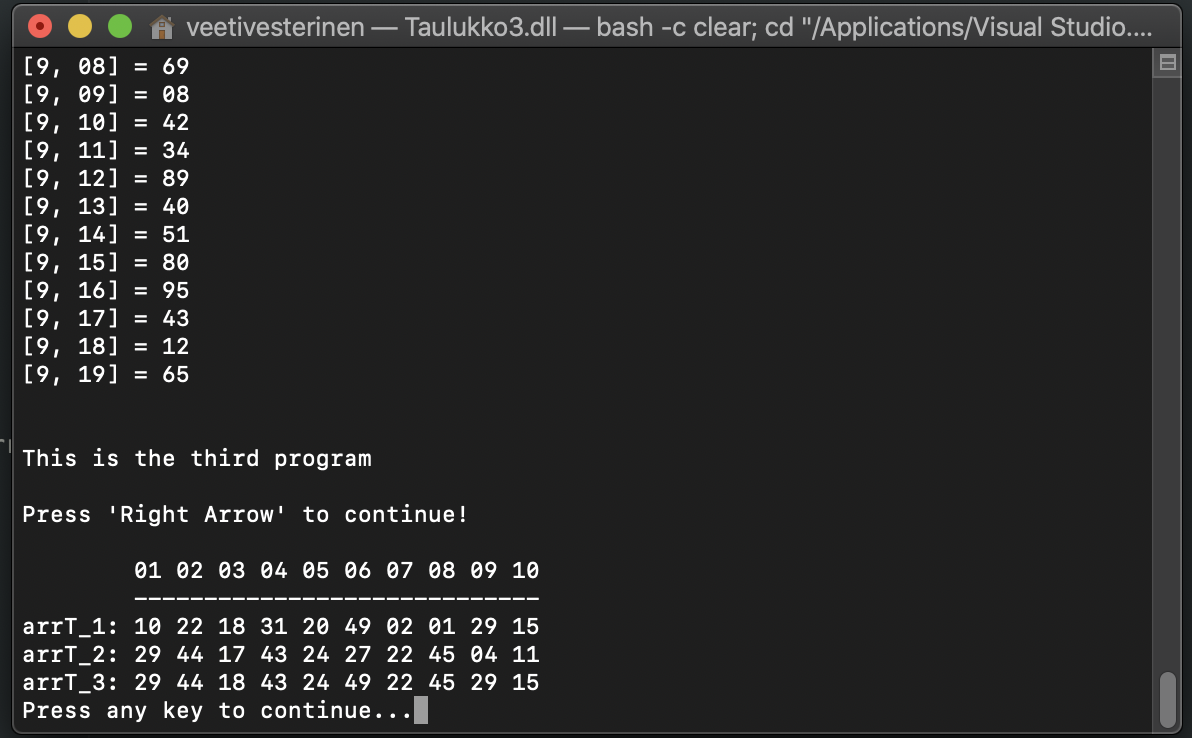 veetivesterinen — Taulukko3.dll — bash -c clear; cd "/Applications/Visual Studio....
[9, 08] = 69
[9, 09] = 08
[9, 10] = 42
[9, 11] = 34
[9, 12] = 89
[9, 13] = 40
[9, 14] = 51
[9, 15] = 80
[9, 16] = 95
[9, 17] = 43
[9, 18] = 12
[9, 19] = 65
This is the third program
Press 'Right Arrow' to continue!
01 02 03 04 05 06 07 08 09 10
-----------------------------
arrT_1: 10 22 18 31 20 49 02 01 29 15
arrT_2: 29 44 17 43 24 27 22 45 04 11
arrT_3: 29 44 18 43 24 49 22 45 29 15
Press any key to continue...